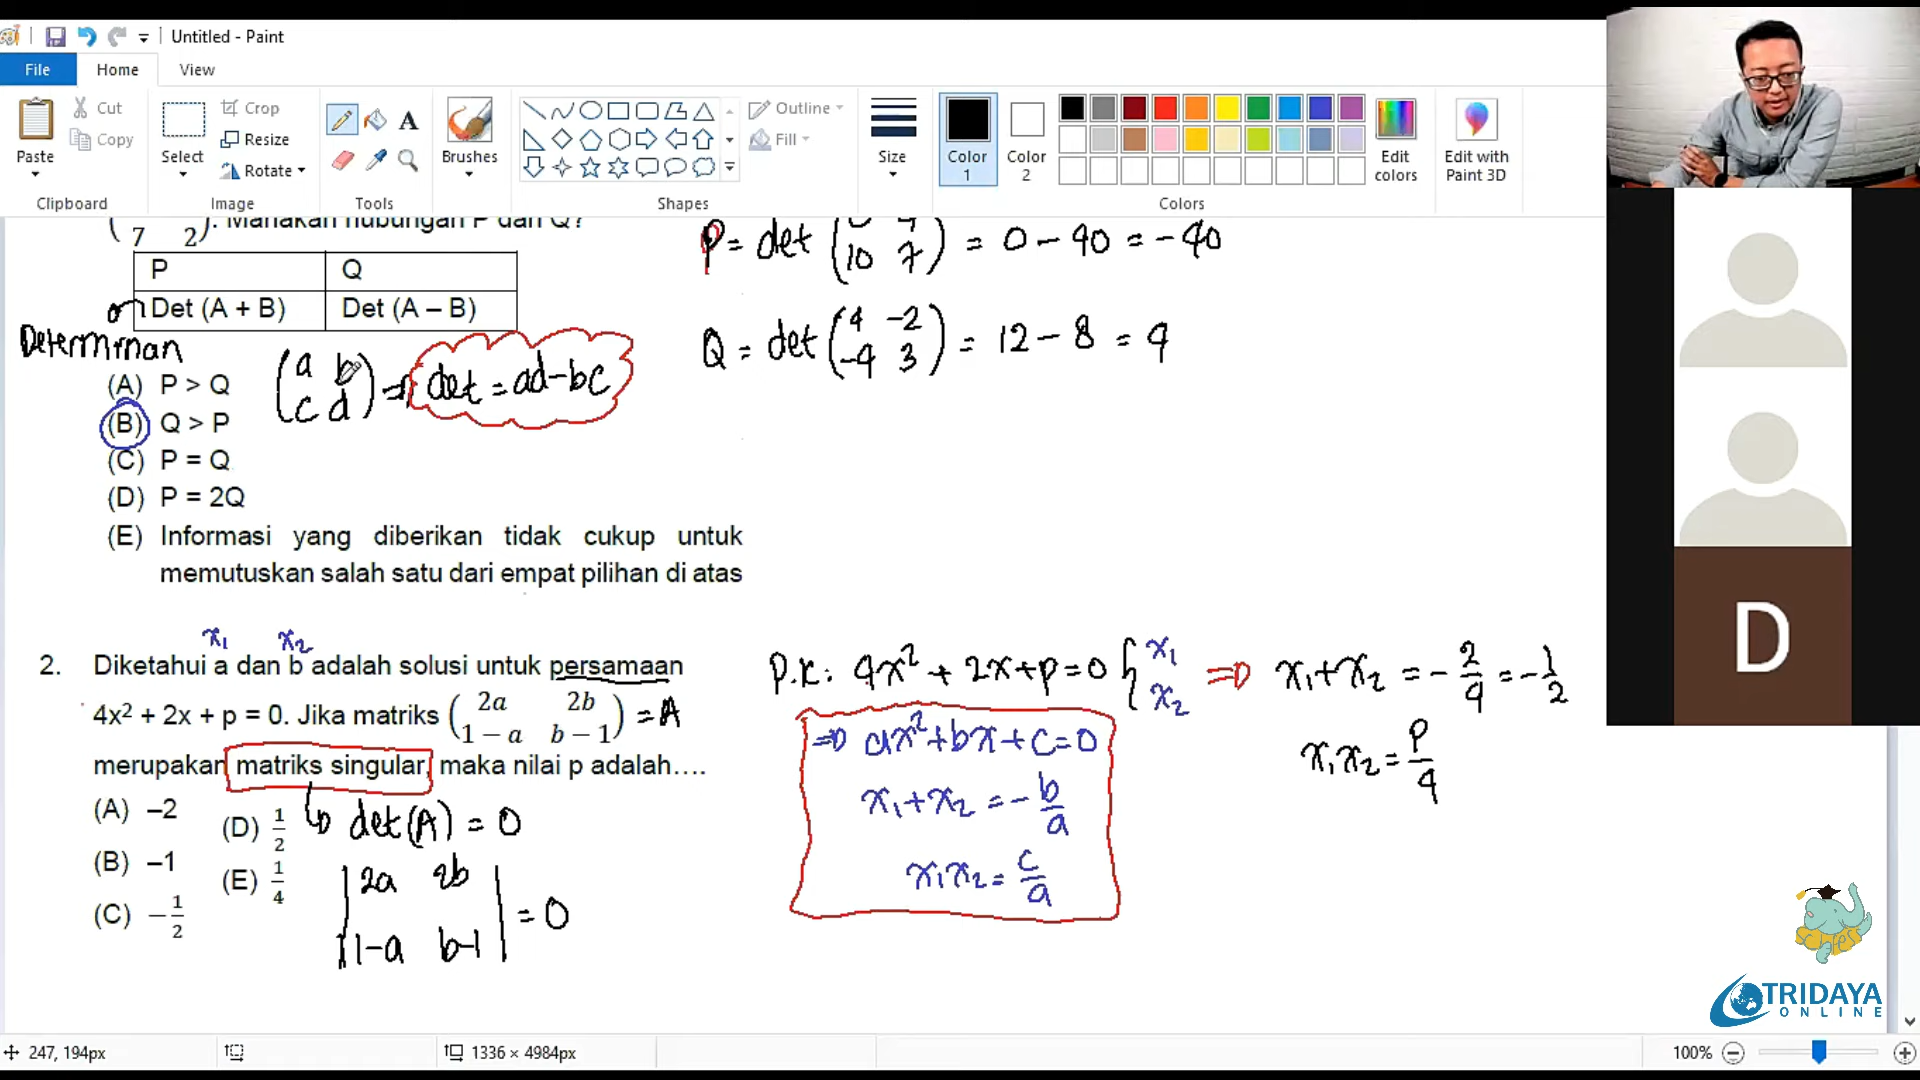 Untitled - Paint
File Home View
Paste
Cut
Copy
Clipboard
Select
Crop
Resize
Rotate
Image
A
Tools
Brushes
Shapes
Outline
Fill
Size
Color 1
Color 2
Colors
Edit colors
Edit with Paint 3D
( 7 2). Manakah hubungan P dan Q?
P Q
Det (A + B) Det (A – B)
Determinan
(A) P > Q
(B) Q > P
(C) P = Q
(D) P = 2Q
(E) Informasi yang diberikan tidak cukup untuk
memutuskan salah satu dari empat pilihan di atas
(a b
c d) ⇒ det = ad-bc
P = det ( 10 7 ) = 0 - 40 = -40
Q = det (4 -2
-4 3) = 12 - 8 = 4
x₁ x₂
2. Diketahui a dan b adalah solusi untuk persamaan
4x² + 2x + p = 0. Jika matriks (2a 2b
1 − a b − 1) = A
merupakan matriks singular, maka nilai p adalah….
(A) –2
(B) –1
(C) −1/2
(D) 1/2
(E) 1/4
det(A) = 0
|2a 2b
1-a b-1| = 0
P.K: 4x² + 2x + p = 0 { x₁
x₂
⇒ x₁+x₂ = -2/4 = -1/2
x₁x₂ = p/4
⇒ ax²+bx+c=0
x₁+x₂ = -b/a
x₁x₂ = c/a
D
TRIDAYA
ONLINE
247, 194px
1336 × 4984px
100%